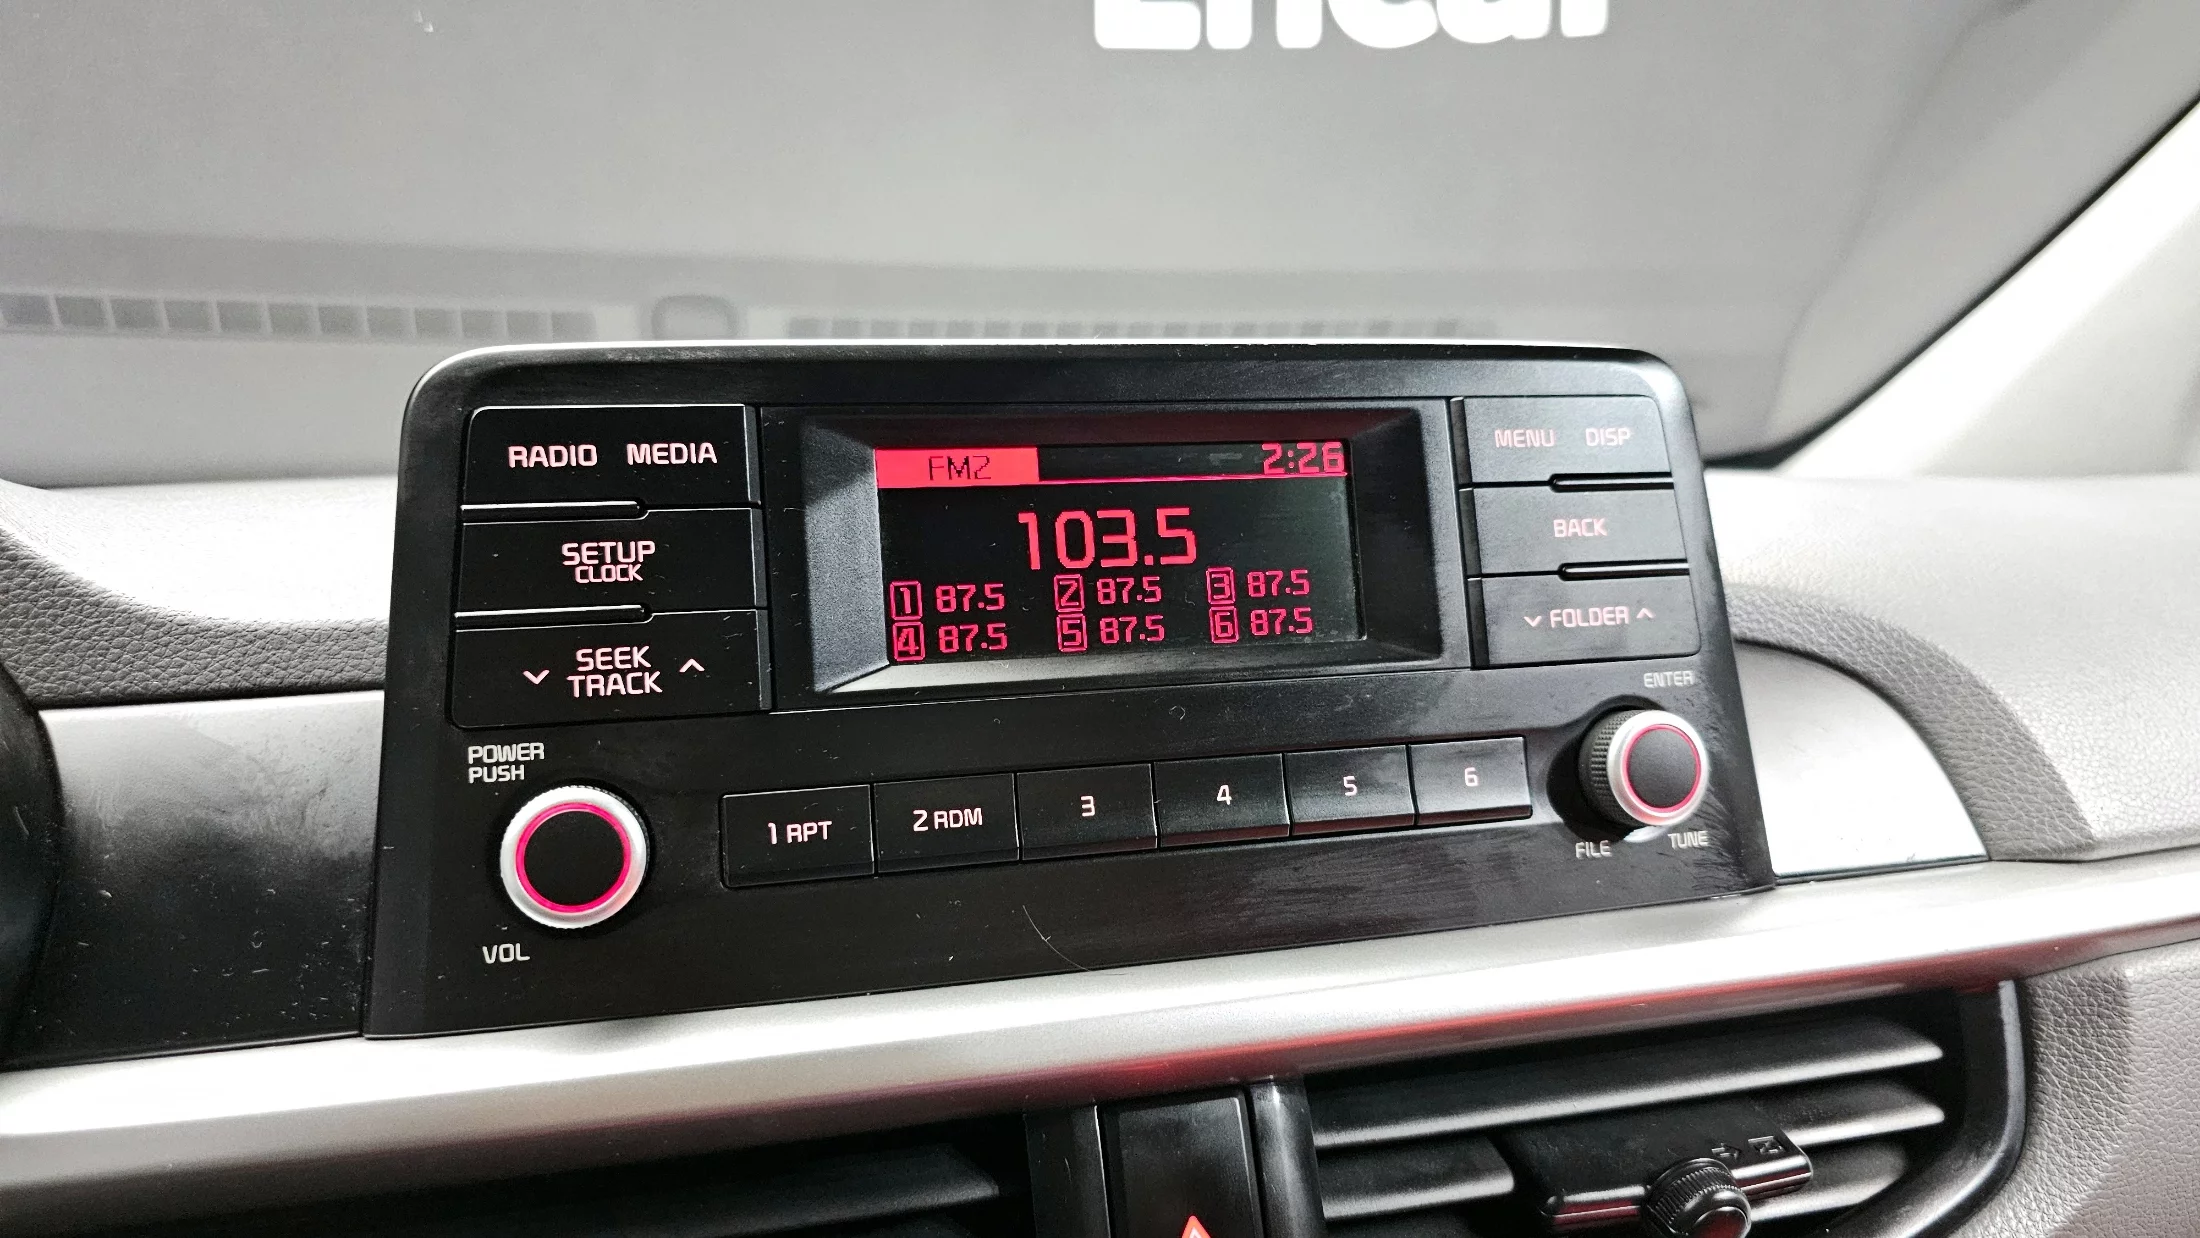 Encar
RADIO MEDIA
SETUP
CLOCK
SEEK
TRACK
POWER
PUSH
VOL
FM2 2:26
103.5
1 87.5 2 87.5 3 87.5
4 87.5 5 87.5 6 87.5
1 RPT 2 RDM 3 4 5 6
MENU DISP
BACK
FOLDER
ENTER
FILE TUNE